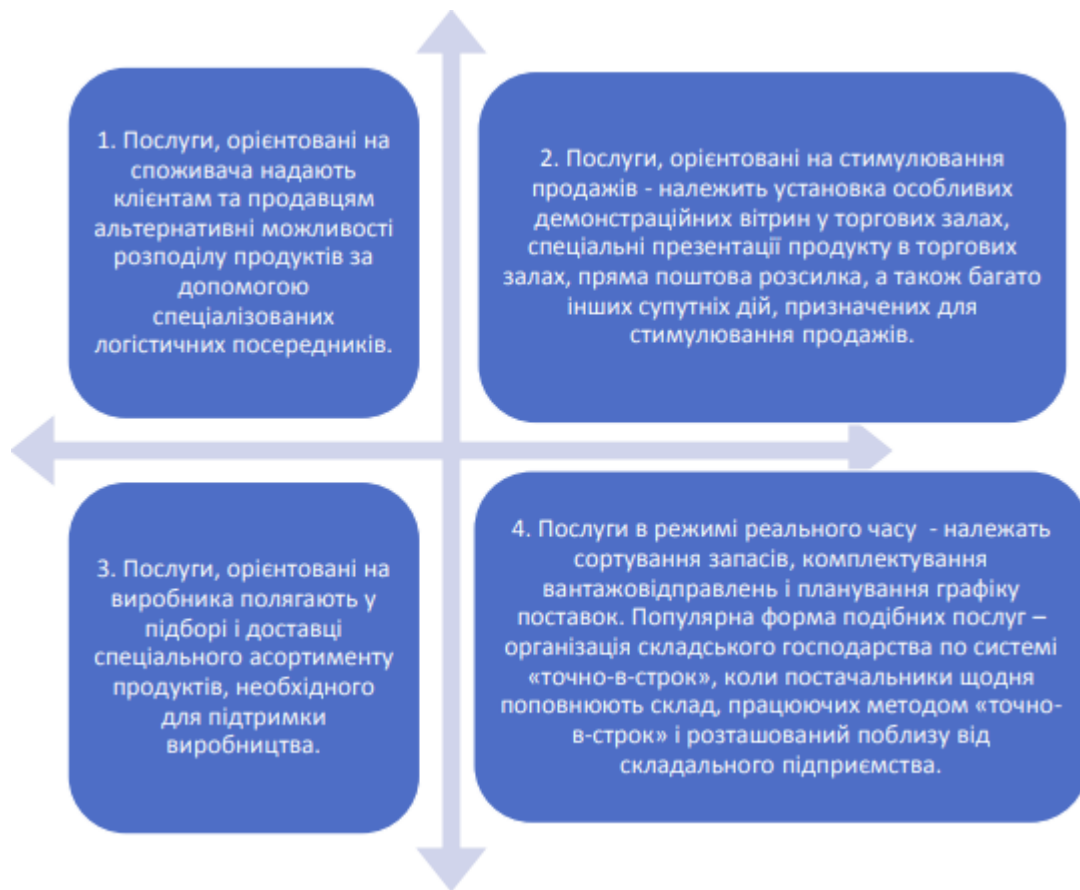 1. Послуги, орієнтовані на
споживача надають
клієнтам та продавцям
альтернативні можливості
розподілу продуктів за
допомогою
спеціалізованих
логістичних посередників.
2. Послуги, орієнтовані на стимулювання
продажів - належить установка особливих
демонстраційних вітрин у торгових залах,
спеціальні презентації продукту в торгових
залах, пряма поштова розсилка, а також багато
інших супутніх дій, призначених для
стимулювання продажів.
3. Послуги, орієнтовані на
виробника полягають у
підборі і доставці
спеціального асортименту
продуктів, необхідного
для підтримки
виробництва.
4. Послуги в режимі реального часу - належать
сортування запасів, комплектування
вантажовідправлень і планування графіку
поставок. Популярна форма подібних послуг –
організація складського господарства по системі
«точно-в-строк», коли постачальники щодня
поповнюють склад, працюючих методом «точно-
в-строк» і розташований поблизу від
складального підприємства.